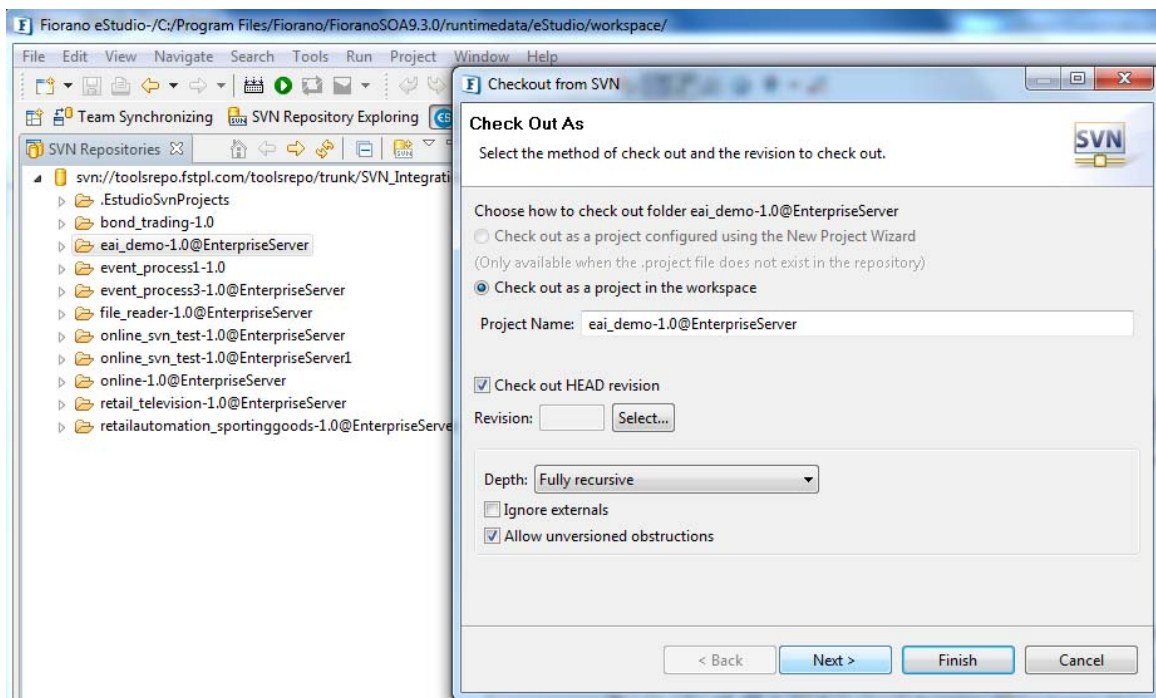 Fiorano eStudio-/C:/Program Files/Fiorano/FioranoSOA9.3.0/runtimedata/eStudio/workspace/
File Edit View Navigate Search Tools Run Project Window Help
Team Synchronizing SVN Repository Exploring ES
SVN Repositories
svn://toolsrepo.fstpl.com/toolsrepo/trunk/SVN_Integrati
.EstudioSvnProjects
bond_trading-1.0
eai_demo-1.0@EnterpriseServer
event_process1-1.0
event_process3-1.0@EnterpriseServer
file_reader-1.0@EnterpriseServer
online_svn_test-1.0@EnterpriseServer
online_svn_test-1.0@EnterpriseServer1
online-1.0@EnterpriseServer
retail_television-1.0@EnterpriseServer
retailautomation_sportinggoods-1.0@EnterpriseServe
Checkout from SVN
Check Out As
Select the method of check out and the revision to check out.
SVN
Choose how to check out folder eai_demo-1.0@EnterpriseServer
Check out as a project configured using the New Project Wizard
(Only available when the .project file does not exist in the repository)
Check out as a project in the workspace
Project Name: eai_demo-1.0@EnterpriseServer
Check out HEAD revision
Revision: Select...
Depth: Fully recursive
Ignore externals
Allow unversioned obstructions
< Back Next > Finish Cancel